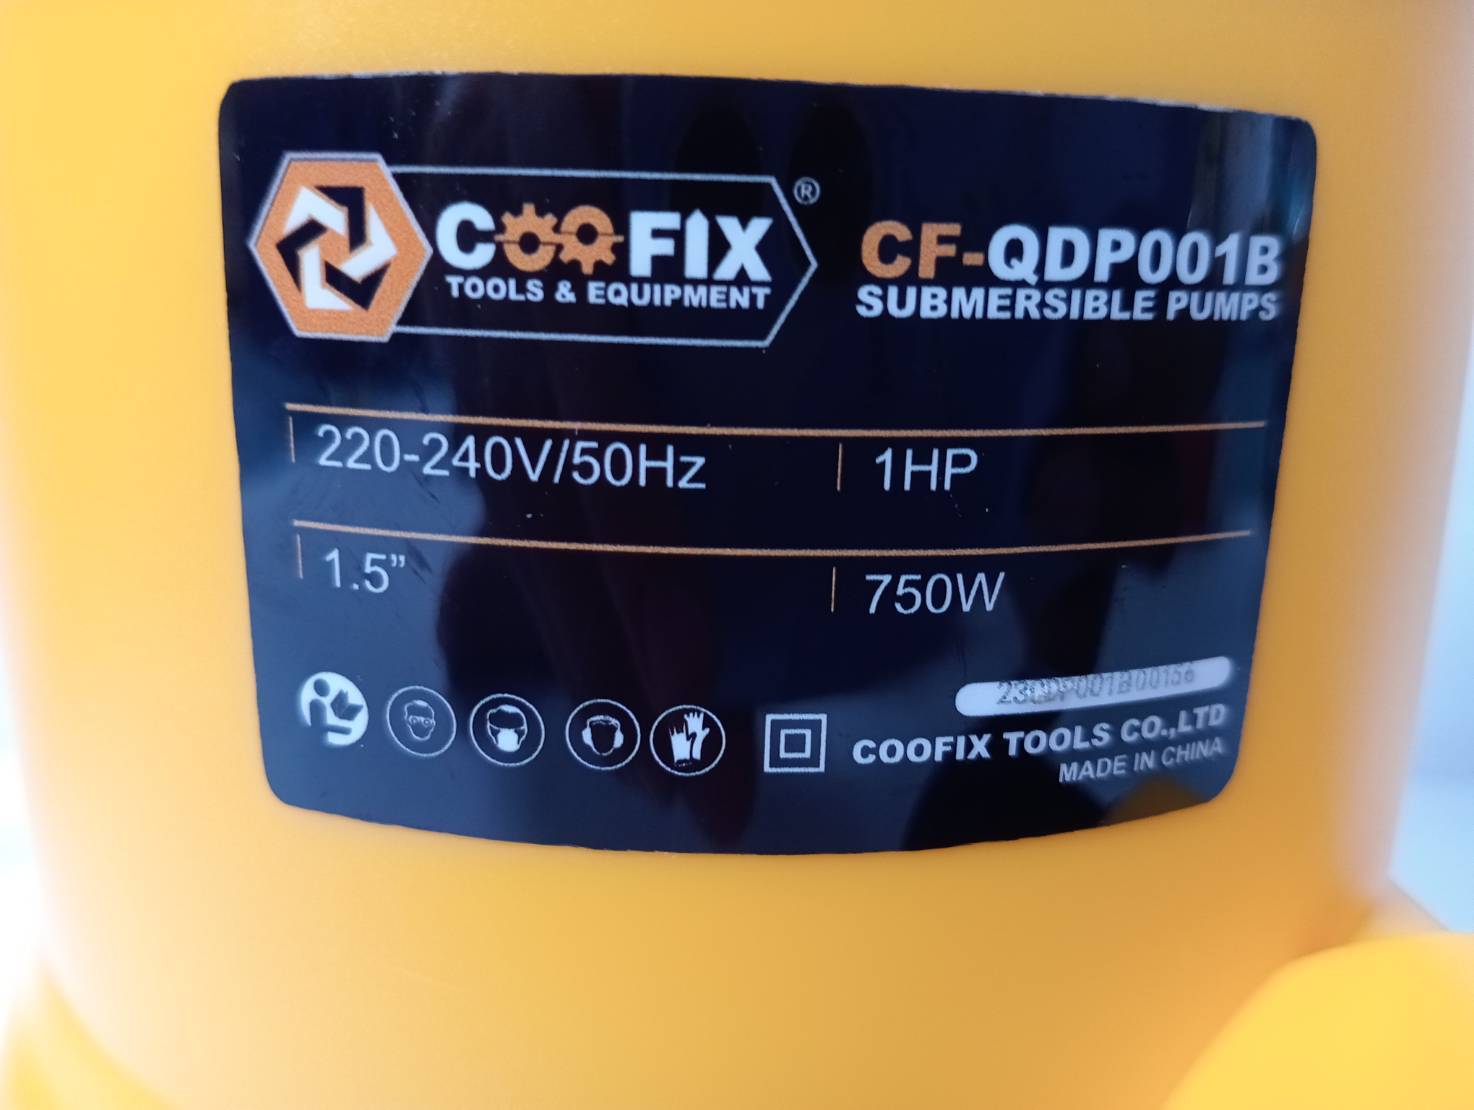 COOFIX ®
TOOLS & EQUIPMENT
CF-QDP001B
SUBMERSIBLE PUMPS
220-240V/50Hz
1HP
1.5”
750W
23QDP001B00156
COOFIX TOOLS CO.,LTD
MADE IN CHINA